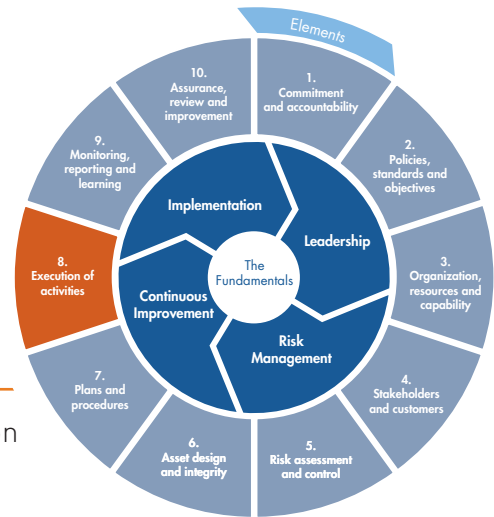 Elements
1.
Commitment
and accountability
2.
Policies,
standards and
objectives
3.
Organization,
resources and
capability
4.
Stakeholders
and customers
5.
Risk assessment
and control
6.
Asset design
and integrity
7.
Plans and
procedures
8.
Execution of
activities
9.
Monitoring,
reporting and
learning
10.
Assurance,
review and
improvement
Implementation
Leadership
The
Fundamentals
Continuous
Improvement
Risk
Management
n